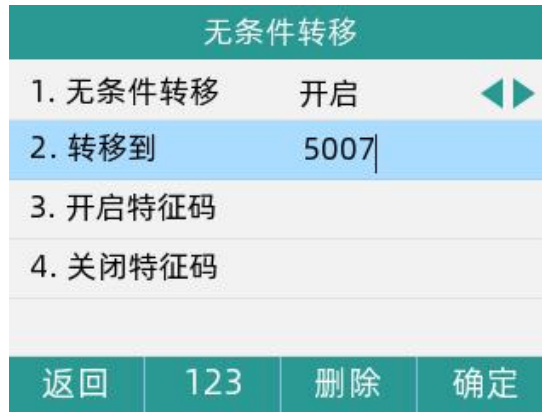 无条件转移
1. 无条件转移 开启
2. 转移到 5007
3. 开启特征码
4. 关闭特征码
返回 123 删除 确定